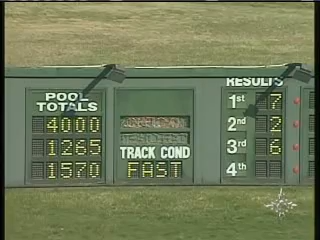 POOL
TOTALS
4000
1265
1570
TRACK COND
FAST
RESULTS
1st 7
2nd 2
3rd 6
4th